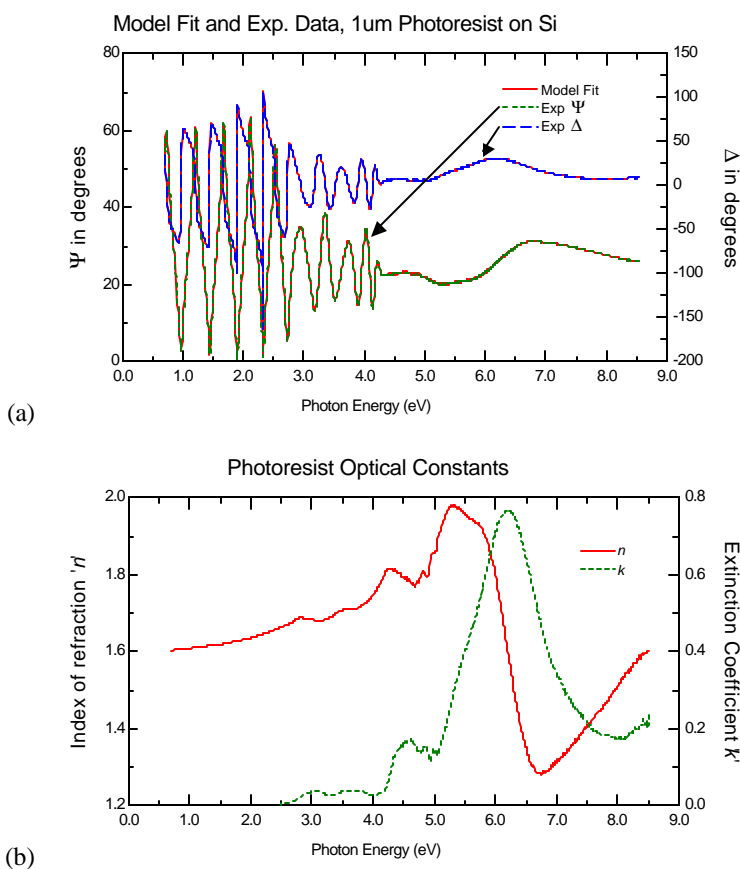 Model Fit and Exp. Data, 1um Photoresist on Si
Ψ in degrees
80
60
40
20
0
Model Fit
Exp Ψ
Exp Δ
150
100
50
0
-50
-100
-150
-200
Δ in degrees
0.0 1.0 2.0 3.0 4.0 5.0 6.0 7.0 8.0 9.0
Photon Energy (eV)
(a)
Photoresist Optical Constants
Index of refraction 'n'
2.0
1.8
1.6
1.4
1.2
n
k
0.8
0.6
0.4
0.2
0.0
Extinction Coefficient 'k'
0.0 1.0 2.0 3.0 4.0 5.0 6.0 7.0 8.0 9.0
Photon Energy (eV)
(b)